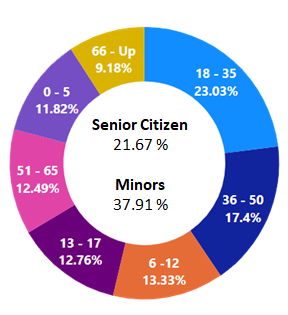 66 - Up
9.18%
18 - 35
23.03%
0 - 5
11.82%
Senior Citizen
21.67 %
Minors
37.91 %
51 - 65
12.49%
36 - 50
17.4%
13 - 17
12.76%
6 -12
13.33%